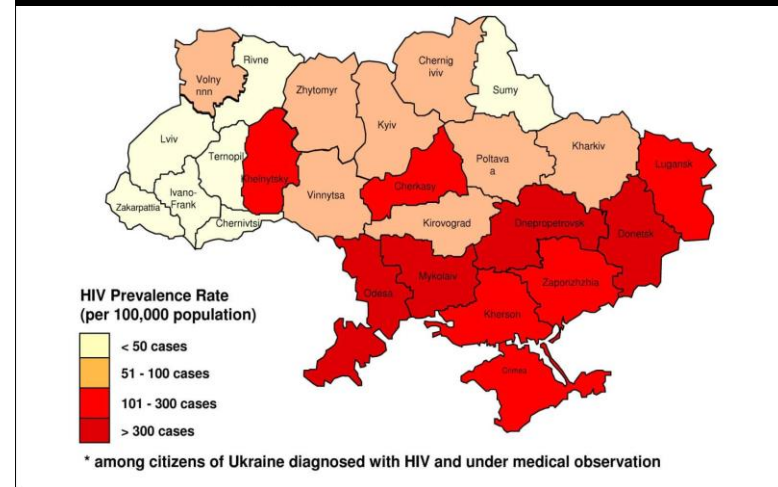 Volny
nnn
Rivne
Zhytomyr
Kyiv
Chernig
iviv
Sumy
Lviv
Ternopil
Khelnytsky
Vinnytsa
Cherkasy
Poltava
a
Kharkiv
Lugansk
Zakarpattia
Ivano-
Frank
Chernivtsi
Kirovograd
Dnepropetrovsk
Donetsk
Odesa
Mykolaiv
Zaporizhzhia
Kherson
Crimea
HIV Prevalence Rate
(per 100,000 population)
< 50 cases
51 - 100 cases
101 - 300 cases
> 300 cases
* among citizens of Ukraine diagnosed with HIV and under medical observation